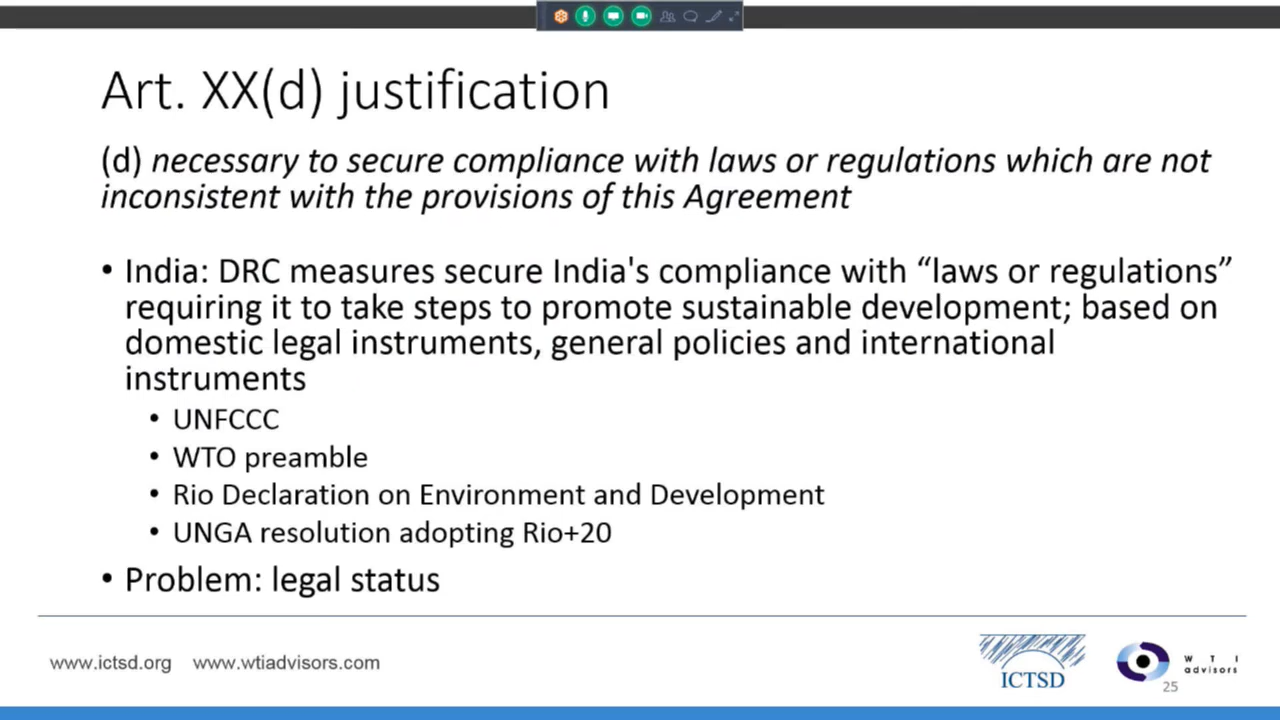 Art. XX(d) justification
(d) necessary to secure compliance with laws or regulations which are not
inconsistent with the provisions of this Agreement
• India: DRC measures secure India's compliance with “laws or regulations”
requiring it to take steps to promote sustainable development; based on
domestic legal instruments, general policies and international
instruments
• UNFCCC
• WTO preamble
• Rio Declaration on Environment and Development
• UNGA resolution adopting Rio+20
• Problem: legal status
www.ictsd.org www.wtiadvisors.com
ICTSD
W T I
advisors
25